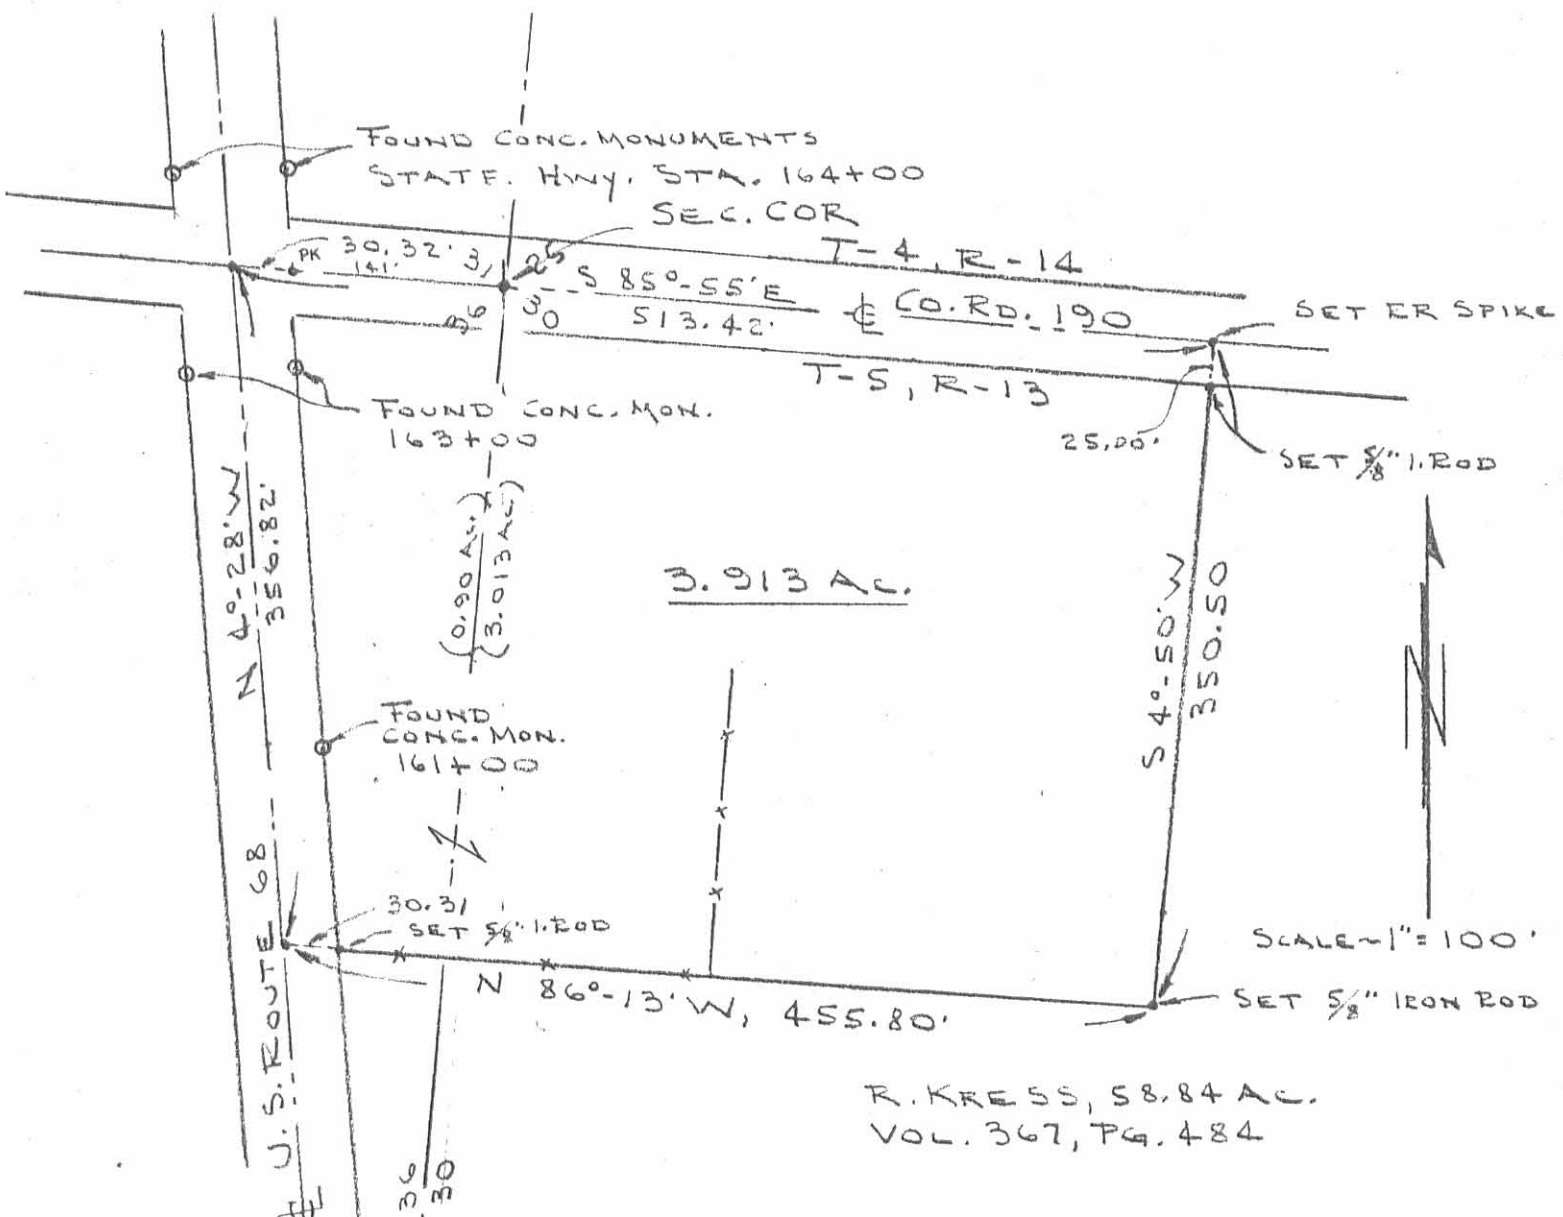 FOUND CONC. MONUMENTS
STATE. HWY. STA. 164+00
SEC. COR
T-4, R-14
PK 30.32'
141'
31
25
S 85°-55'E
513.42'
℄ CO. RD. 190
SET ER SPIKE
36
30
T-5, R-13
FOUND CONC. MON.
163+00
25.00'
SET 5/8" I. ROD
N 4°-28'W
356.82'
(0.90 Ac.)
(3.013 Ac)
3.913 Ac.
S 4°-50'W
350.50
N
FOUND
CONC. MON.
161+00
30.31
SET 5/8" I. ROD
SCALE~1"=100'
N 86°-13'W, 455.80'
SET 5/8" IRON ROD
℄ U.S. ROUTE 68
R. KRESS, 58.84 Ac.
VOL. 367, PG. 484
36
30